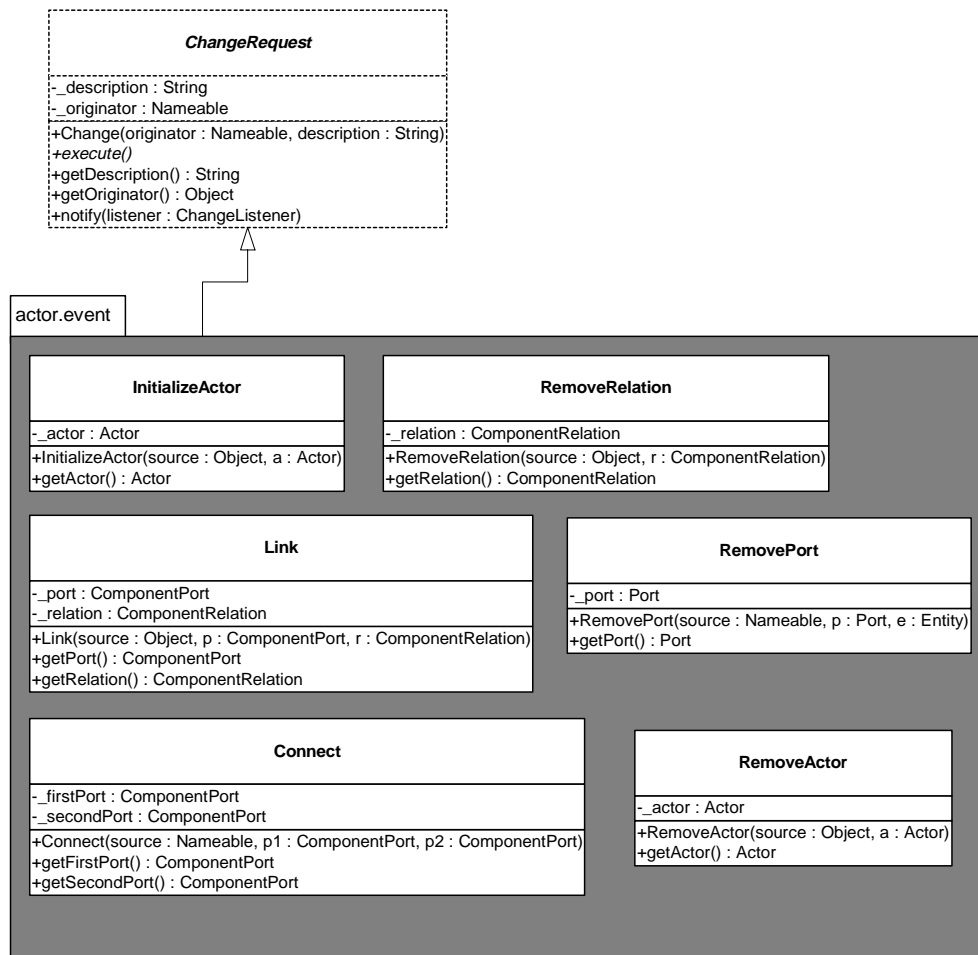 ChangeRequest
-_description : String
-_originator : Nameable
+Change(originator : Nameable, description : String)
+execute()
+getDescription() : String
+getOriginator() : Object
+notify(listener : ChangeListener)
actor.event
InitializeActor
-_actor : Actor
+InitializeActor(source : Object, a : Actor)
+getActor() : Actor
RemoveRelation
-_relation : ComponentRelation
+RemoveRelation(source : Object, r : ComponentRelation)
+getRelation() : ComponentRelation
Link
-_port : ComponentPort
-_relation : ComponentRelation
+Link(source : Object, p : ComponentPort, r : ComponentRelation)
+getPort() : ComponentPort
+getRelation() : ComponentRelation
RemovePort
-_port : Port
+RemovePort(source : Nameable, p : Port, e : Entity)
+getPort() : Port
Connect
-_firstPort : ComponentPort
-_secondPort : ComponentPort
+Connect(source : Nameable, p1 : ComponentPort, p2 : ComponentPort)
+getFirstPort() : ComponentPort
+getSecondPort() : ComponentPort
RemoveActor
-_actor : Actor
+RemoveActor(source : Object, a : Actor)
+getActor() : Actor